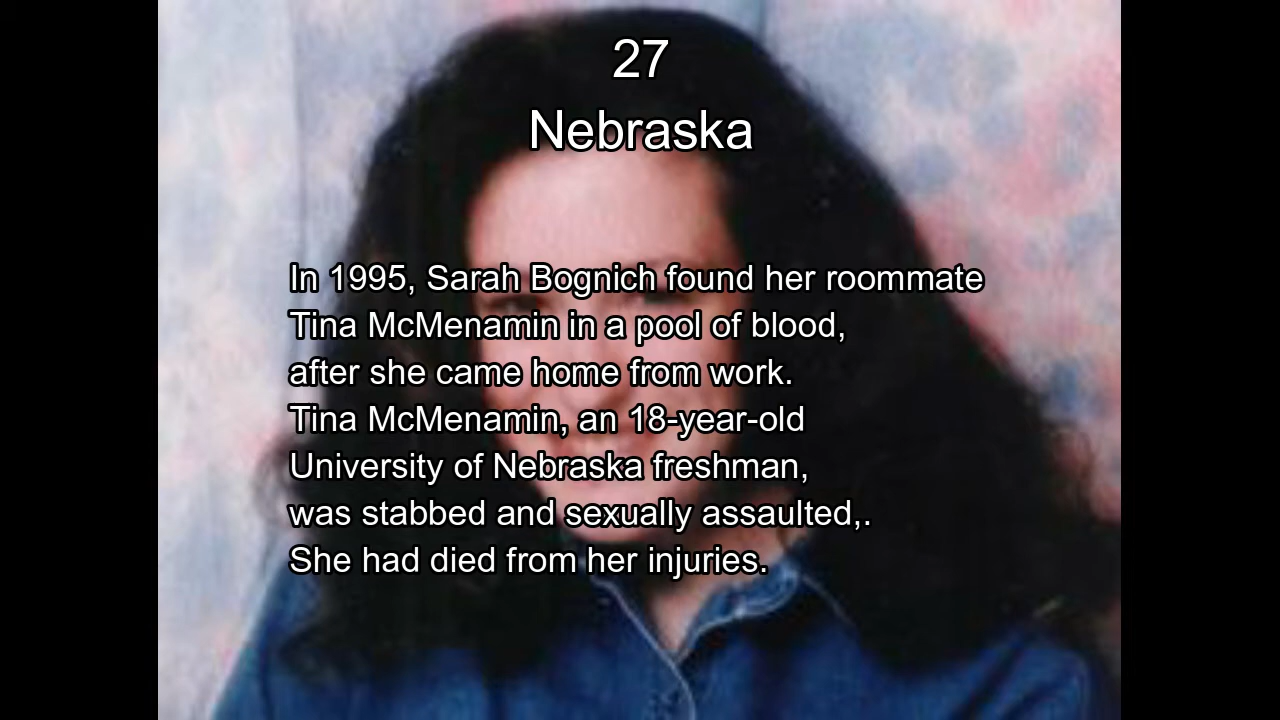 27
Nebraska
In 1995, Sarah Bognich found her roommate
Tina McMenamin in a pool of blood,
after she came home from work.
Tina McMenamin, an 18-year-old
University of Nebraska freshman,
was stabbed and sexually assaulted,.
She had died from her injuries.